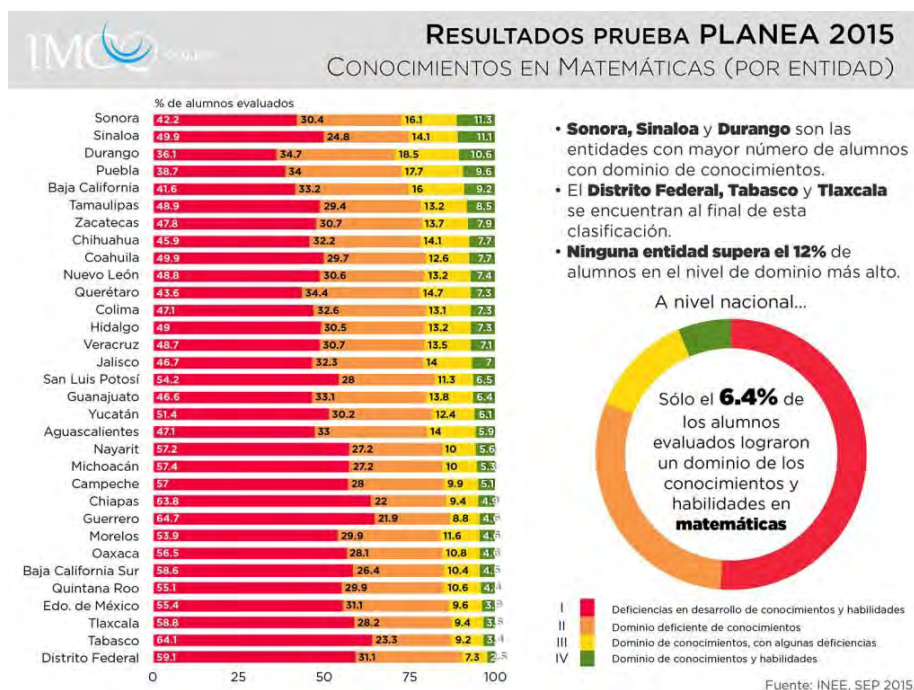 IMCO
RESULTADOS PRUEBA PLANEA 2015
CONOCIMIENTOS EN MATEMÁTICAS (POR ENTIDAD)
% de alumnos evaluados
Sonora 42.2 30.4 16.1 11.3
Sinaloa 49.9 24.8 14.1 11.1
Durango 36.1 34.7 18.5 10.6
Puebla 38.7 34 17.7 9.6
Baja California 41.6 33.2 16 9.2
Tamaulipas 48.9 29.4 13.2 8.5
Zacatecas 47.8 30.7 13.7 7.9
Chihuahua 45.9 32.2 14.1 7.7
Coahuila 49.9 29.7 12.6 7.7
Nuevo León 48.8 30.6 13.2 7.4
Querétaro 43.6 34.4 14.7 7.3
Colima 47.1 32.6 13.1 7.3
Hidalgo 49 30.5 13.2 7.3
Veracruz 48.7 30.7 13.5 7.1
Jalisco 46.7 32.3 14 7
San Luis Potosí 54.2 28 11.3 6.5
Guanajuato 46.6 33.1 13.8 6.4
Yucatán 51.4 30.2 12.4 6.1
Aguascalientes 47.1 33 14 5.9
Nayarit 57.2 27.2 10 5.6
Michoacán 57.4 27.2 10 5.3
Campeche 57 28 9.9 5.1
Chiapas 63.8 22 9.4 4.9
Guerrero 64.7 21.9 8.8 4.6
Morelos 53.9 29.9 11.6
Oaxaca 56.5 28.1 10.8
Baja California Sur 58.6 26.4 10.4
Quintana Roo 55.1 29.9 10.6
Edo. de México 55.4 31.1 9.6
Tlaxcala 58.8 28.2 9.4
Tabasco 64.1 23.3 9.2
Distrito Federal 59.1 31.1 7.3 2.5
0 25 50 75 100
• Sonora, Sinaloa y Durango son las
entidades con mayor número de alumnos
con dominio de conocimientos.
• El Distrito Federal, Tabasco y Tlaxcala
se encuentran al final de esta
clasificación.
• Ninguna entidad supera el 12% de
alumnos en el nivel de dominio más alto.
A nivel nacional...
Sólo el 6.4% de
los alumnos
evaluados lograron
un dominio de los
conocimientos y
habilidades en
matemáticas
I Deficiencias en desarrollo de conocimientos y habilidades
II Dominio deficiente de conocimientos
III Dominio de conocimientos, con algunas deficiencias
IV Dominio de conocimientos y habilidades
Fuente: INEE, SEP 2015